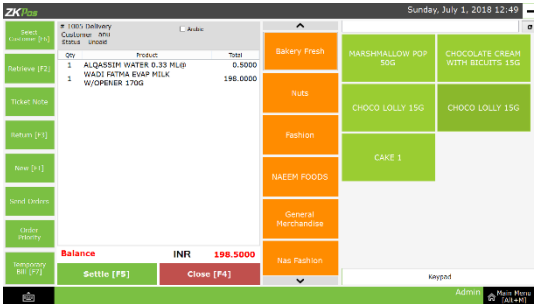 ZKPos
Sunday, July 1, 2018 12:49
Select
Customer [F6]
Retrieve [F2]
Ticket Note
Return [F3]
New [F1]
Send Orders
Order
Priority
Temporary
Bill [F7]
# 1005 Delivery
Customer anu
Status Unpaid
Arabic
Qty Product Total
1 ALQASSIM WATER 0.33 ML@ 0.5000
1 WADI FATMA EVAP MILK 198.0000
W/OPENER 170G
Balance INR 198.5000
Settle [F5]
Close [F4]
Bakery Fresh
Nuts
Fashion
NAEEM FOODS
General
Merchandise
Nas Fashion
MARSHMALLOW POP
50G
CHOCOLATE CREAM
WITH BICUITS 15G
CHOCO LOLLY 15G
CHOCO LOLLY 15G
CAKE 1
Keypad
Admin
Main Menu
[Alt+M]